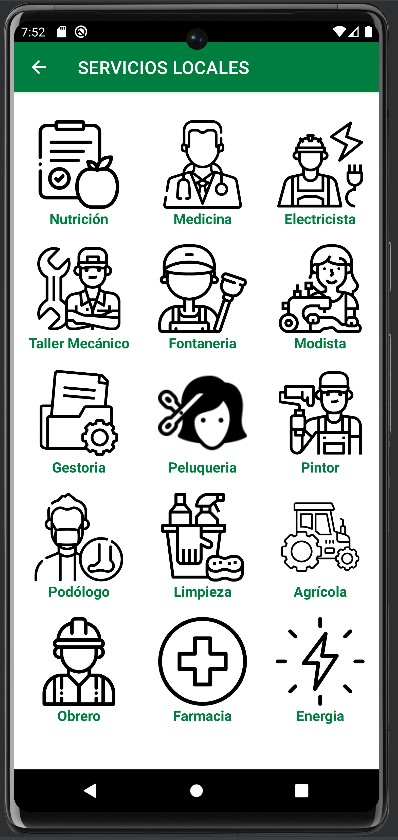 7:52
SERVICIOS LOCALES
Nutrición Medicina Electricista
Taller Mecánico Fontaneria Modista
Gestoria Peluqueria Pintor
Podólogo Limpieza Agrícola
Obrero Farmacia Energia